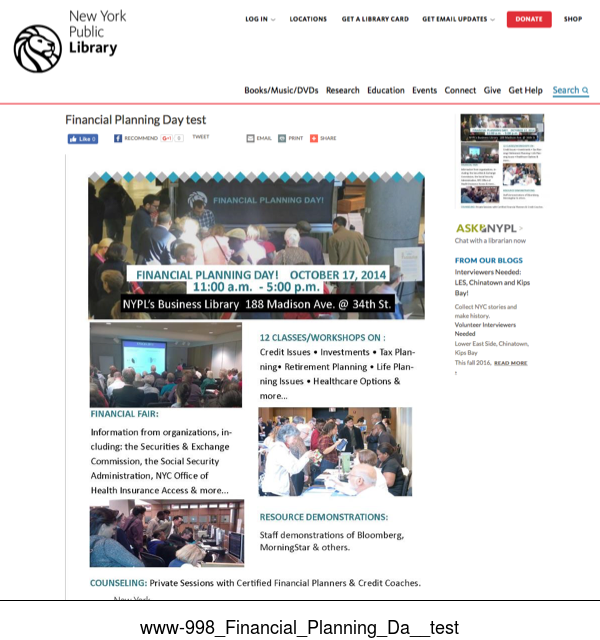 New York
Public
Library
LOG IN
LOCATIONS
GET A LIBRARY CARD
GET EMAIL UPDATES
DONATE
SHOP
Books/Music/DVDs Research Education Events Connect Give Get Help Search
Financial Planning Day test
Like 0
RECOMMEND
G+1
0
TWEET
EMAIL
PRINT
SHARE
FINANCIAL PLANNING DAY!
FINANCIAL PLANNING DAY! OCTOBER 17, 2014
11:00 a.m. - 5:00 p.m.
NYPL's Business Library 188 Madison Ave. @ 34th St.
12 CLASSES/WORKSHOPS ON :
Credit Issues • Investments • Tax Plan-
ning• Retirement Planning • Life Plan-
ning Issues • Healthcare Options &
more...
FINANCIAL FAIR:
Information from organizations, in-
cluding: the Securities & Exchange
Commission, the Social Security
Administration, NYC Office of
Health Insurance Access & more...
RESOURCE DEMONSTRATIONS:
Staff demonstrations of Bloomberg,
MorningStar & others.
COUNSELING: Private Sessions with Certified Financial Planners & Credit Coaches.
New York
ASK NYPL
Chat with a librarian now
FROM OUR BLOGS
Interviewers Needed:
LES, Chinatown and Kips
Bay!
Collect NYC stories and
make history.
Volunteer Interviewers
Needed
Lower East Side, Chinatown,
Kips Bay
This fall 2016. READ MORE
www-998_Financial_Planning_Da__test